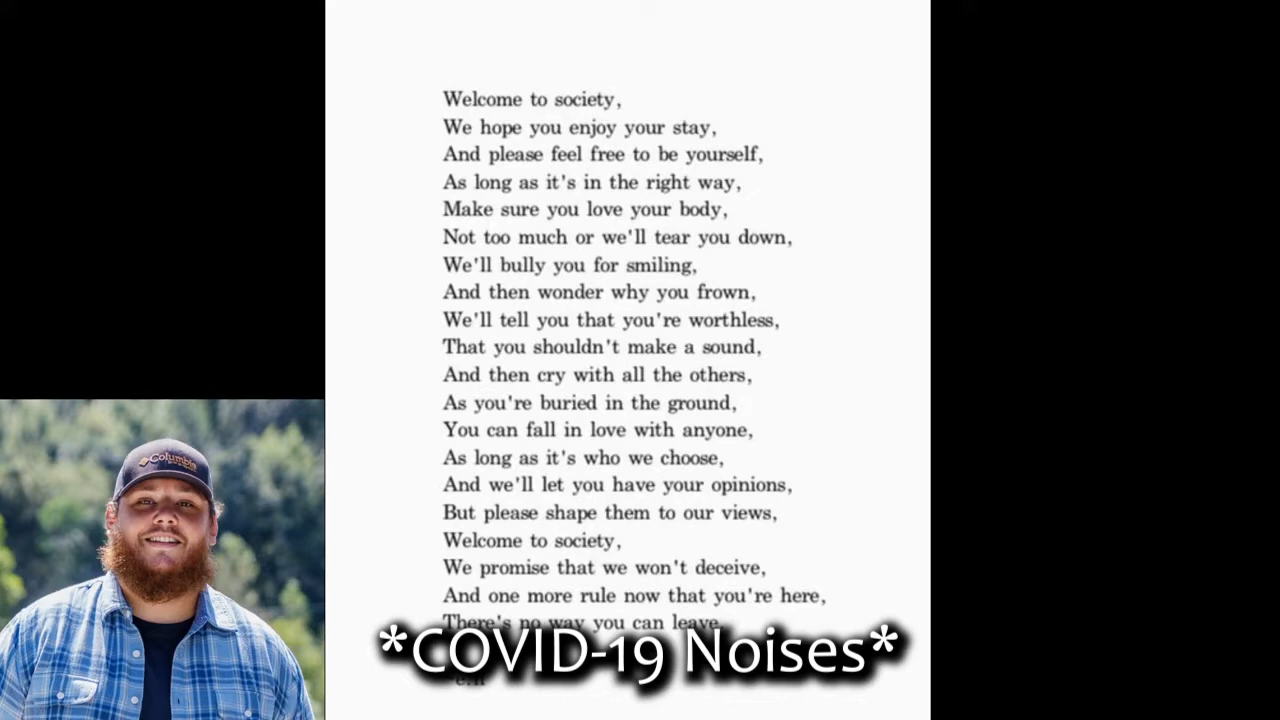 Welcome to society,
We hope you enjoy your stay,
And please feel free to be yourself,
As long as it's in the right way,
Make sure you love your body,
Not too much or we'll tear you down,
We'll bully you for smiling,
And then wonder why you frown,
We'll tell you that you're worthless,
That you shouldn't make a sound,
And then cry with all the others,
As you're buried in the ground,
You can fall in love with anyone,
As long as it's who we choose,
And we'll let you have your opinions,
But please shape them to our views,
Welcome to society,
We promise that we won't deceive,
And one more rule now that you're here,
There's no way you can leave
*COVID-19 Noises*
Columbia